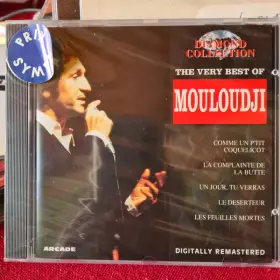 DIAMOND
COLLECTION
THE VERY BEST OF
MOULOUDJI
COMME UN P'TIT
COQUELICOT
LA COMPLAINTE DE
LA BUTTE
UN JOUR, TU VERRAS
LE DESERTEUR
LES FEUILLES MORTES
ARCADE
DIGITALLY REMASTERED